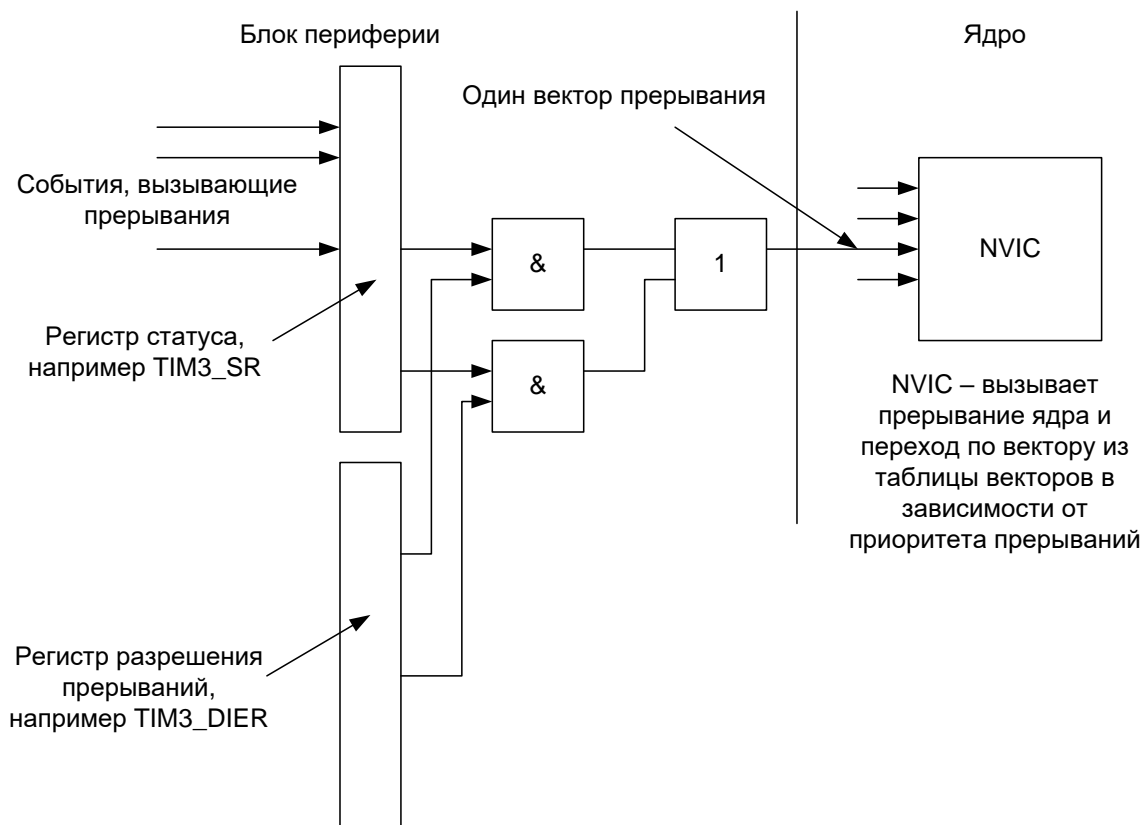 Блок периферии
Ядро
Один вектор прерывания
События, вызывающие
прерывания
&
1
NVIC
Регистр статуса,
например TIM3_SR
&
NVIC – вызывает
прерывание ядра и
переход по вектору из
таблицы векторов в
зависимости от
приоритета прерываний
Регистр разрешения
прерываний,
например TIM3_DIER